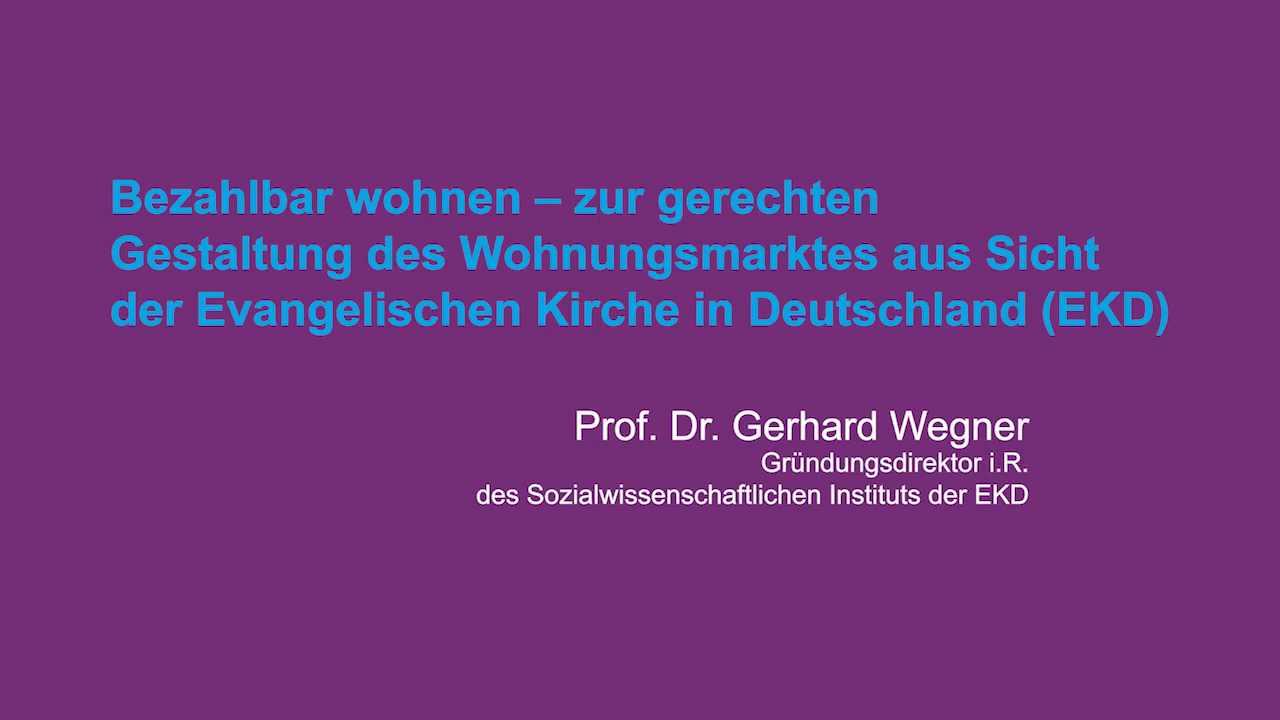 Bezahlbar wohnen – zur gerechten
Gestaltung des Wohnungsmarktes aus Sicht
der Evangelischen Kirche in Deutschland (EKD)
Prof. Dr. Gerhard Wegner
Gründungsdirektor i.R.
des Sozialwissenschaftlichen Instituts der EKD